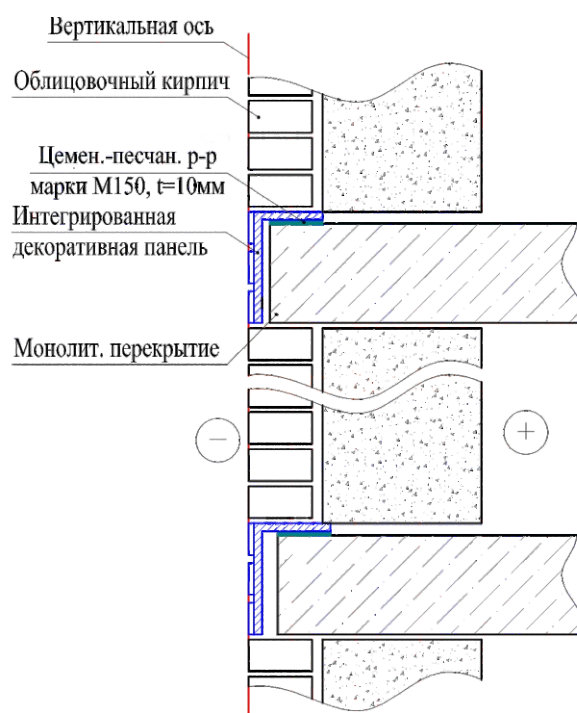 Вертикальная ось
Облицовочный кирпич
Цемен.-песчан. р-р
марки М150, t=10мм
Интегрированная
декоративная панель
Монолит. перекрытие
− +